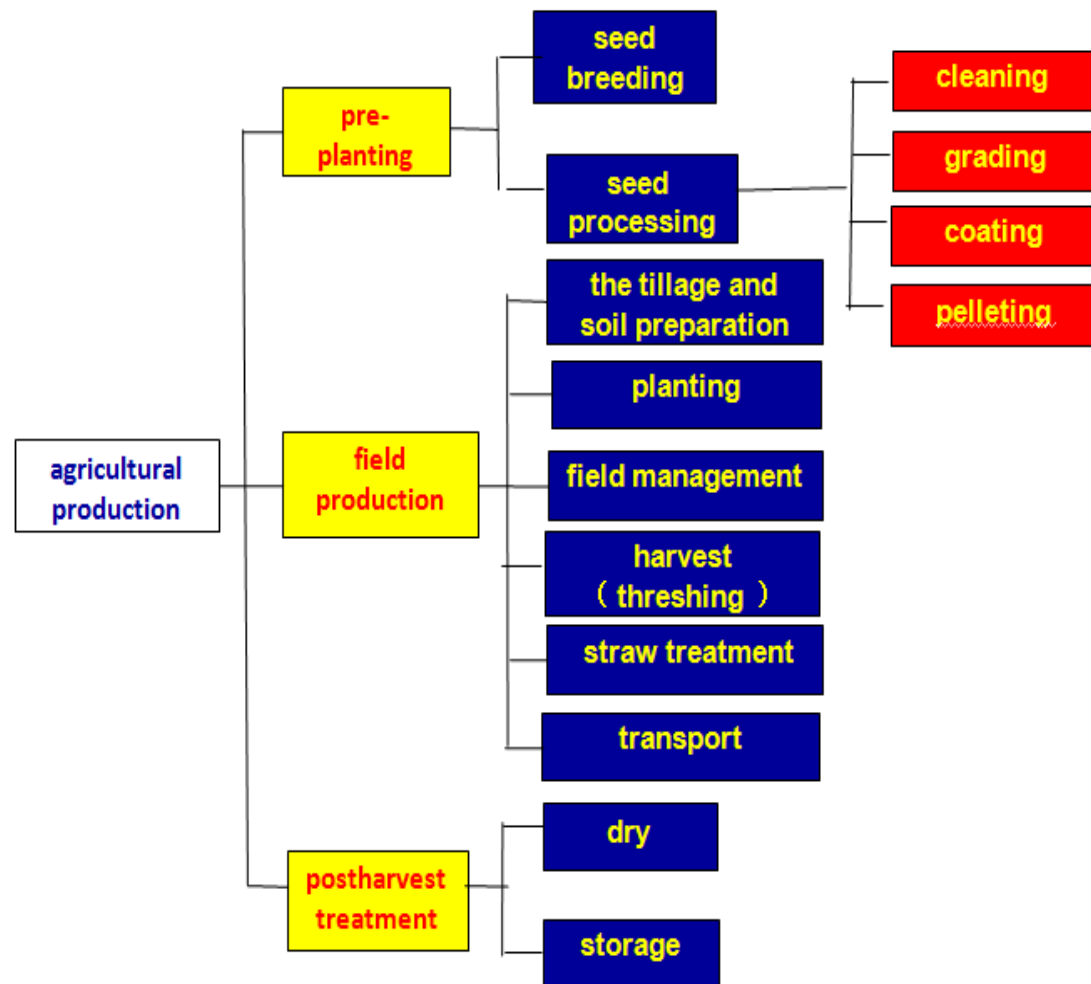 seed
breeding
cleaning
pre-
planting
grading
seed
processing
coating
the tillage and
soil preparation
pelleting
planting
agricultural
production
field
production
field management
harvest
( threshing )
straw treatment
transport
dry
postharvest
treatment
storage